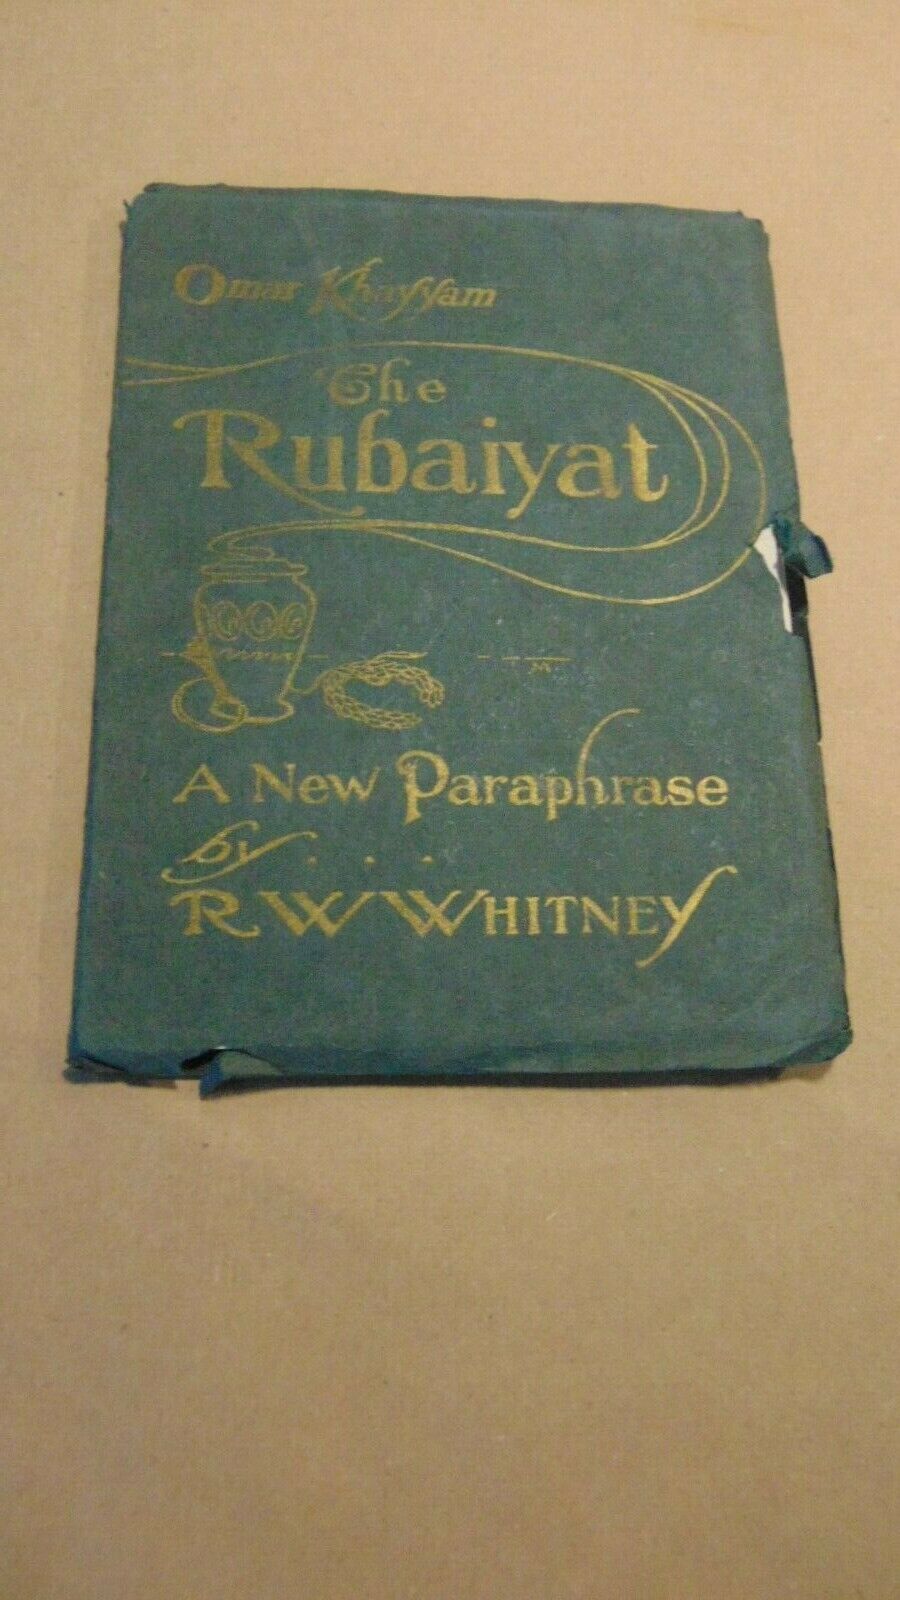 Omar Khayyam
The
Rubaiyat
A New Paraphrase
by . . .
R W WHITNEY